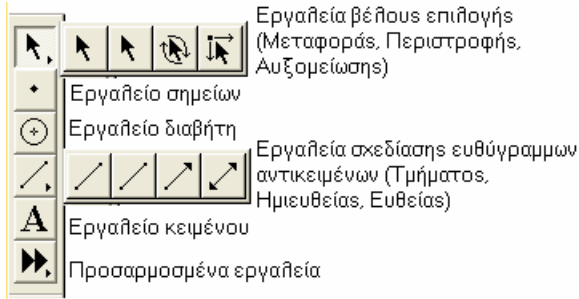 Εργαλεία βέλους επιλογής
(Μεταφοράς, Περιστροφής,
Αυξομείωσης)
Εργαλείο σημείων
Εργαλείο διαβήτη
Εργαλεία σχεδίασης ευθύγραμμων
αντικειμένων (Τμήματος,
Ημιευθείας, Ευθείας)
A
Εργαλείο κειμένου
Προσαρμοσμένα εργαλεία